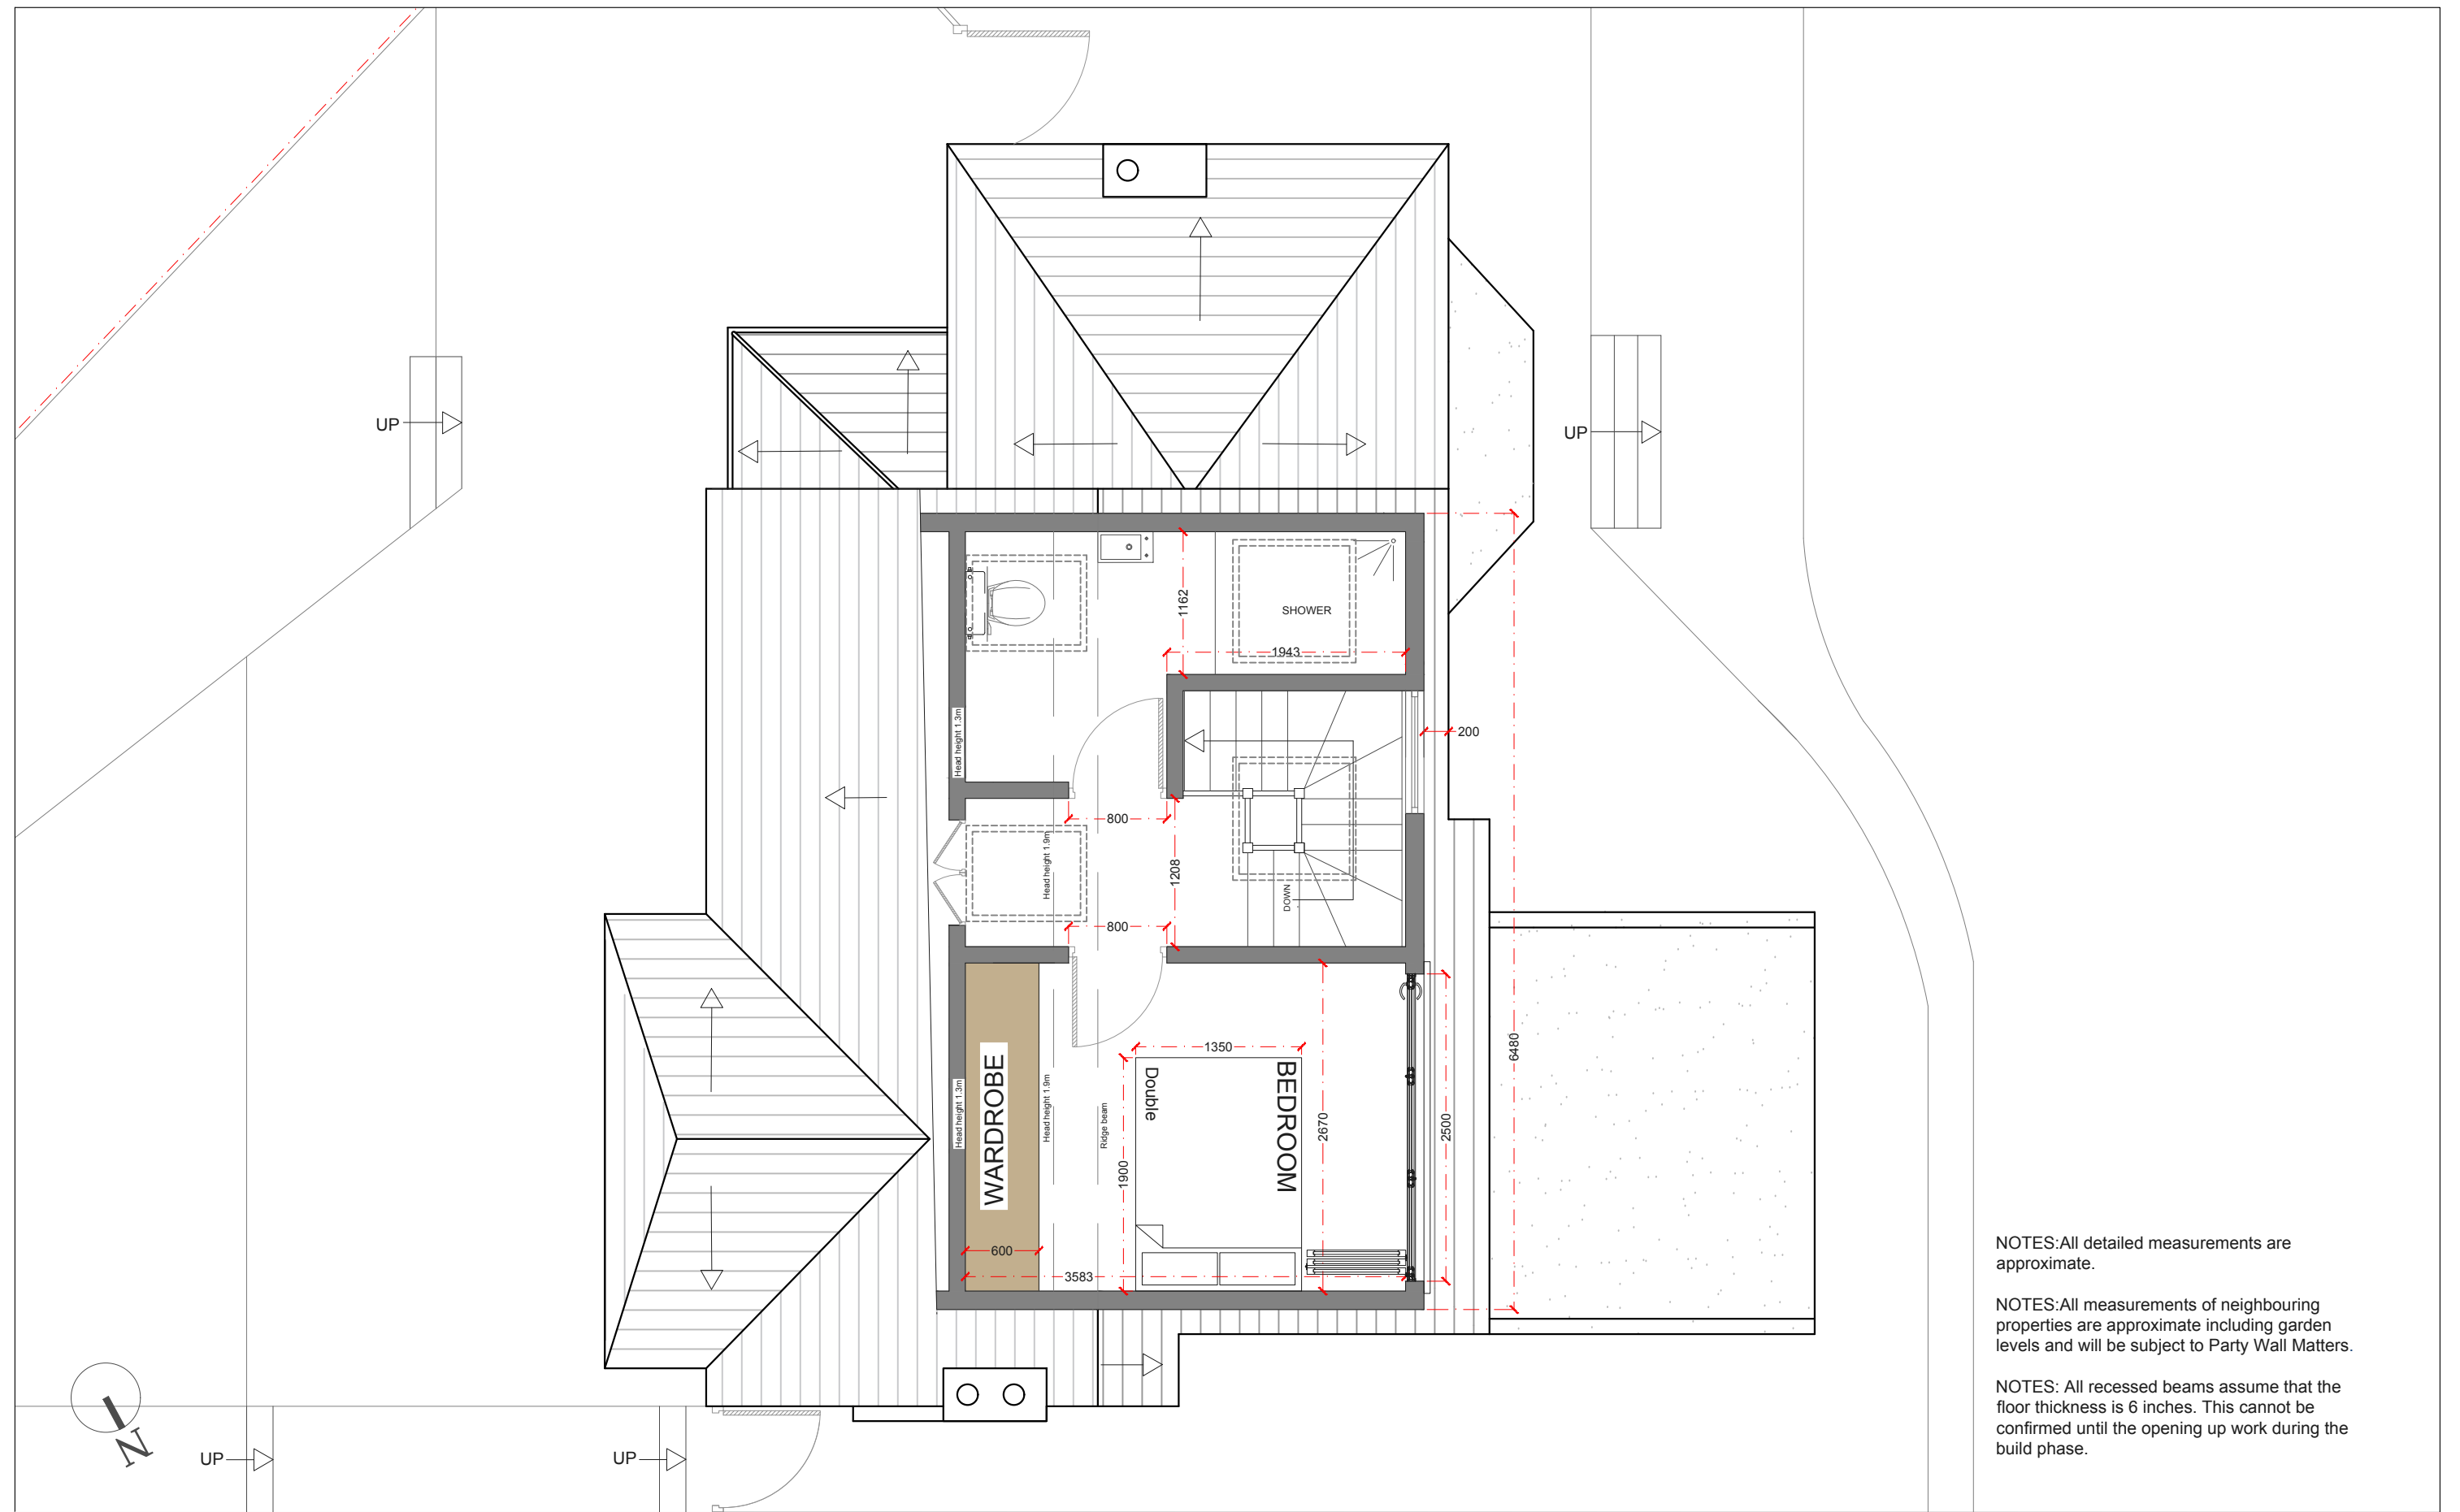 UP
UP
1162
SHOWER
1943
Head height 1.3m
200
800
Head height 1.9m
1208
DOWN
800
6480
1350
Double
BEDROOM
WARDROBE
Head height 1.3m
Head height 1.9m
Ridge beam
2670
2500
1900
600
3583
NOTES:All detailed measurements are
approximate.
NOTES:All measurements of neighbouring
properties are approximate including garden
levels and will be subject to Party Wall Matters.
NOTES: All recessed beams assume that the
floor thickness is 6 inches. This cannot be
confirmed until the opening up work during the
build phase.
N
UP
UP